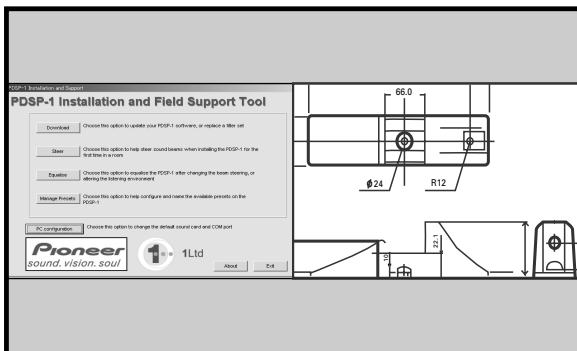 PDSP-1 Installation and Support
PDSP-1 Installation and Field Support Tool
Download
Choose this option to update your PDSP-1 software, or replace a filter set
Steer
Choose this option to help steer sound beams when installing the PDSP-1 for the
first time in a room
Equalise
Choose this option to equalise the PDSP-1 after changing the beam steering, or
altering the listening environment
Manage Presets
Choose this option to help configure and name the available presets on the
PDSP-1
PC configuration
Choose this option to change the default sound card and COM port
Pioneer
sound. vision. soul
1
1Ltd
About
Exit
66.0
ϕ24
R12
10
22.1